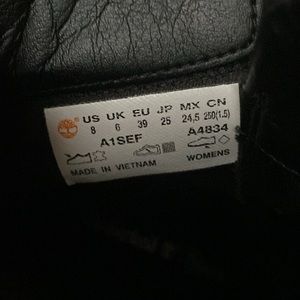 US UK EU JP MX CN
8 6 39 25 24,5 250(1.5)
A1SEF A4834
MADE IN VIETNAM WOMENS